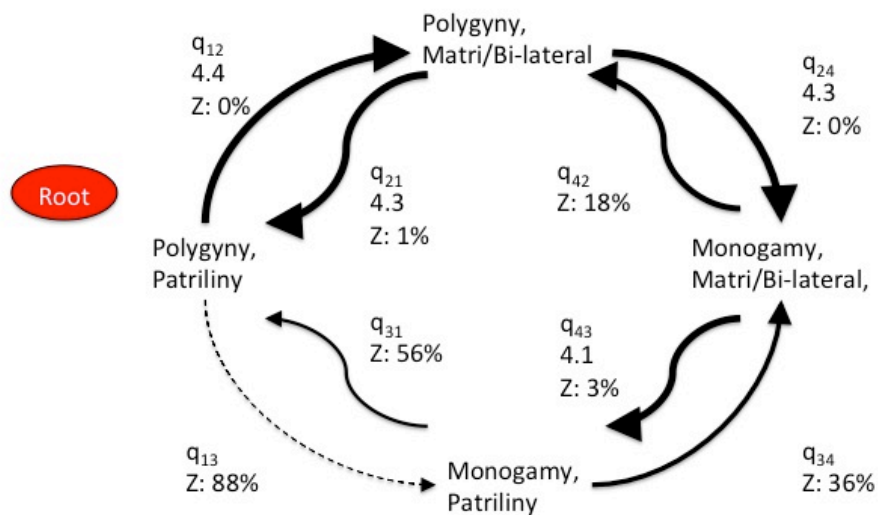 Polygyny,
Matri/Bi-lateral
q12
4.4
Z: 0%
q24
4.3
Z: 0%
Root
q21
4.3
Z: 1%
q42
Z: 18%
Polygyny,
Patriliny
Monogamy,
Matri/Bi-lateral,
q31
Z: 56%
q43
4.1
Z: 3%
q13
Z: 88%
Monogamy,
Patriliny
q34
Z: 36%